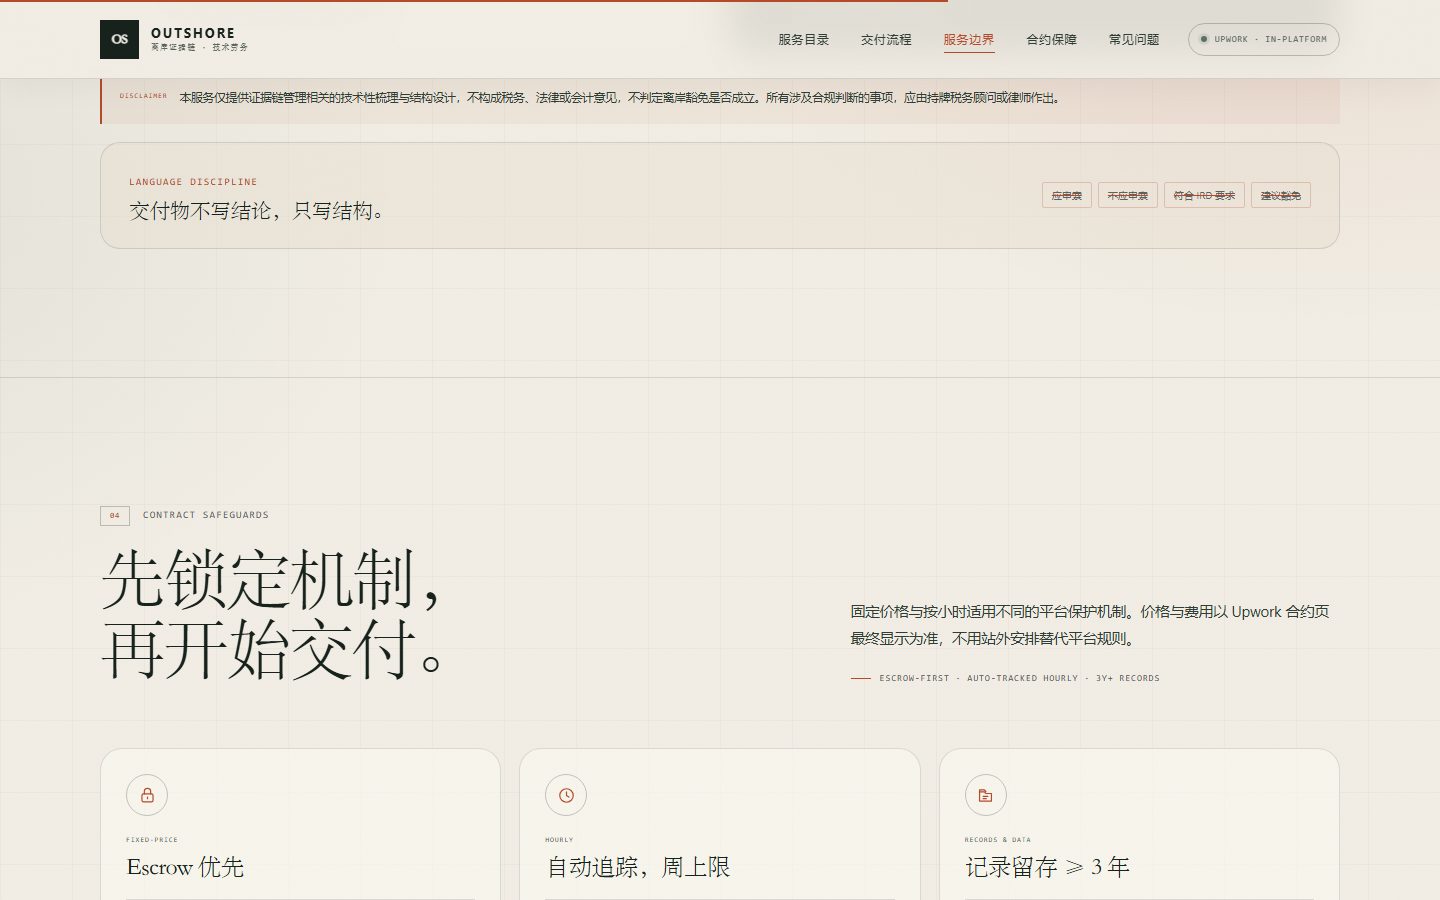 OS
OUTSHORE
离岸证据链 · 技术劳务
服务目录
交付流程
服务边界
合约保障
常见问题
UPWORK · IN-PLATFORM
DISCLAIMER
本服务仅提供证据链管理相关的技术性梳理与结构设计，不构成税务、法律或会计意见，不判定离岸豁免是否成立。所有涉及合规判断的事项，应由持牌税务顾问或律师作出。
LANGUAGE DISCIPLINE
交付物不写结论，只写结构。
应申索
不应申索
符合 IRD 要求
建议豁免
04
CONTRACT SAFEGUARDS
先锁定机制，
再开始交付。
固定价格与按小时适用不同的平台保护机制。价格与费用以 Upwork 合约页
最终显示为准，不用站外安排替代平台规则。
ESCROW-FIRST · AUTO-TRACKED HOURLY · 3Y+ RECORDS
FIXED-PRICE
Escrow 优先
HOURLY
自动追踪，周上限
RECORDS & DATA
记录留存 ≥ 3 年